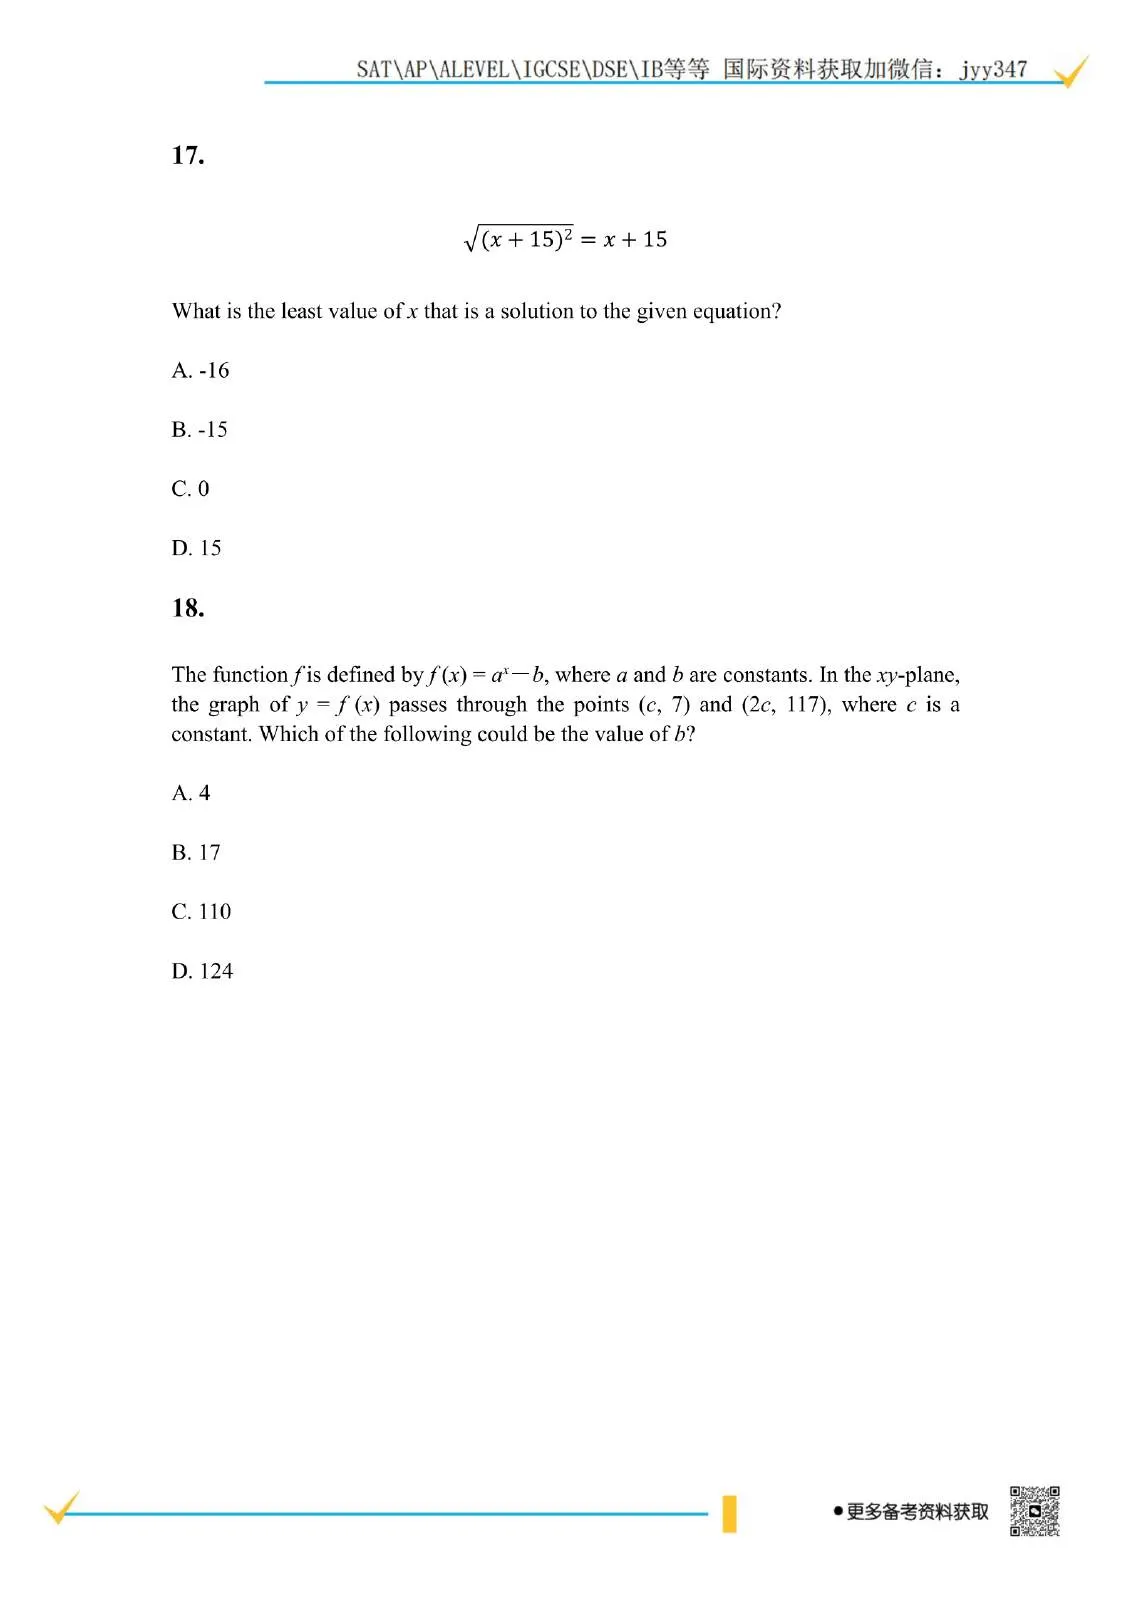 SAT\AP\ALEVEL\IGCSE\DSE\IB等等 国际资料获取加微信：jyy347
17.
√(x + 15)² = x + 15
What is the least value of x that is a solution to the given equation?
A. -16
B. -15
C. 0
D. 15
18.
The function f is defined by f (x) = aˣ − b, where a and b are constants. In the xy-plane,
the graph of y = f (x) passes through the points (c, 7) and (2c, 117), where c is a
constant. Which of the following could be the value of b?
A. 4
B. 17
C. 110
D. 124
●更多备考资料获取